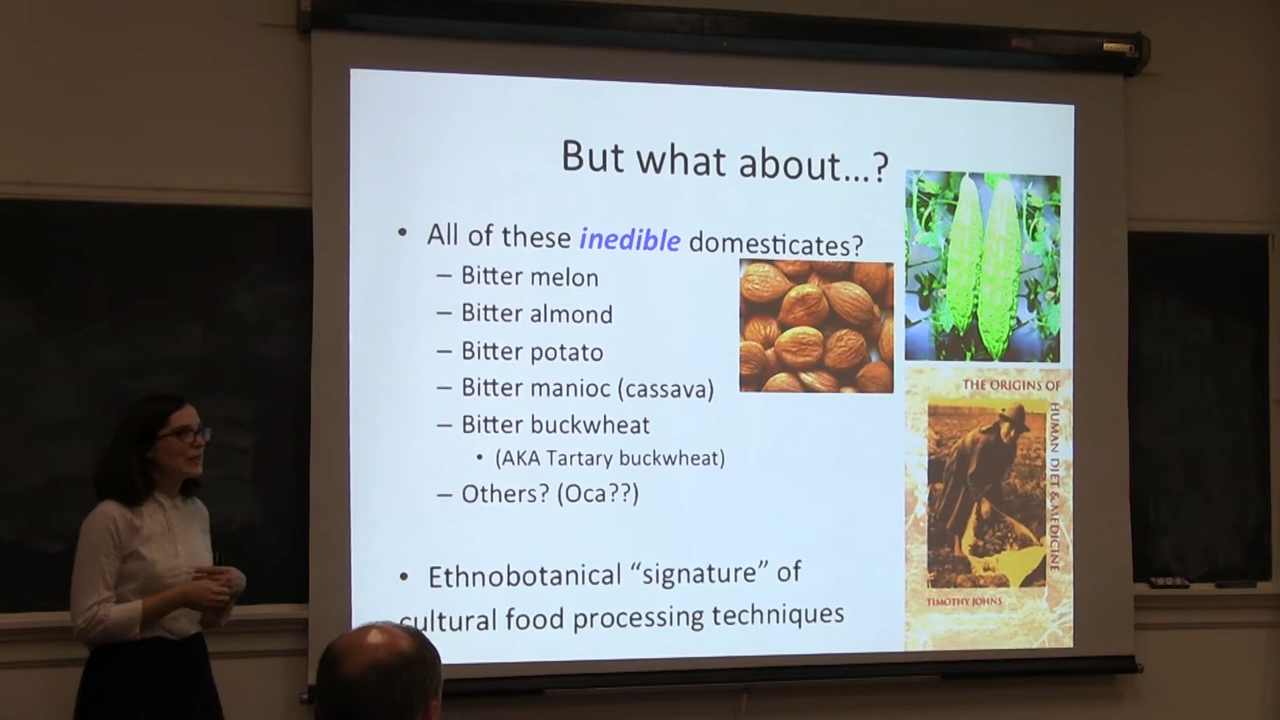 But what about...?
• All of these inedible domesticates?
– Bitter melon
– Bitter almond
– Bitter potato
– Bitter manioc (cassava)
– Bitter buckwheat
• (AKA Tartary buckwheat)
– Others? (Oca??)
• Ethnobotanical “signature” of
cultural food processing techniques
THE ORIGINS OF
HUMAN DIET & MEDICINE
TIMOTHY JOHNS